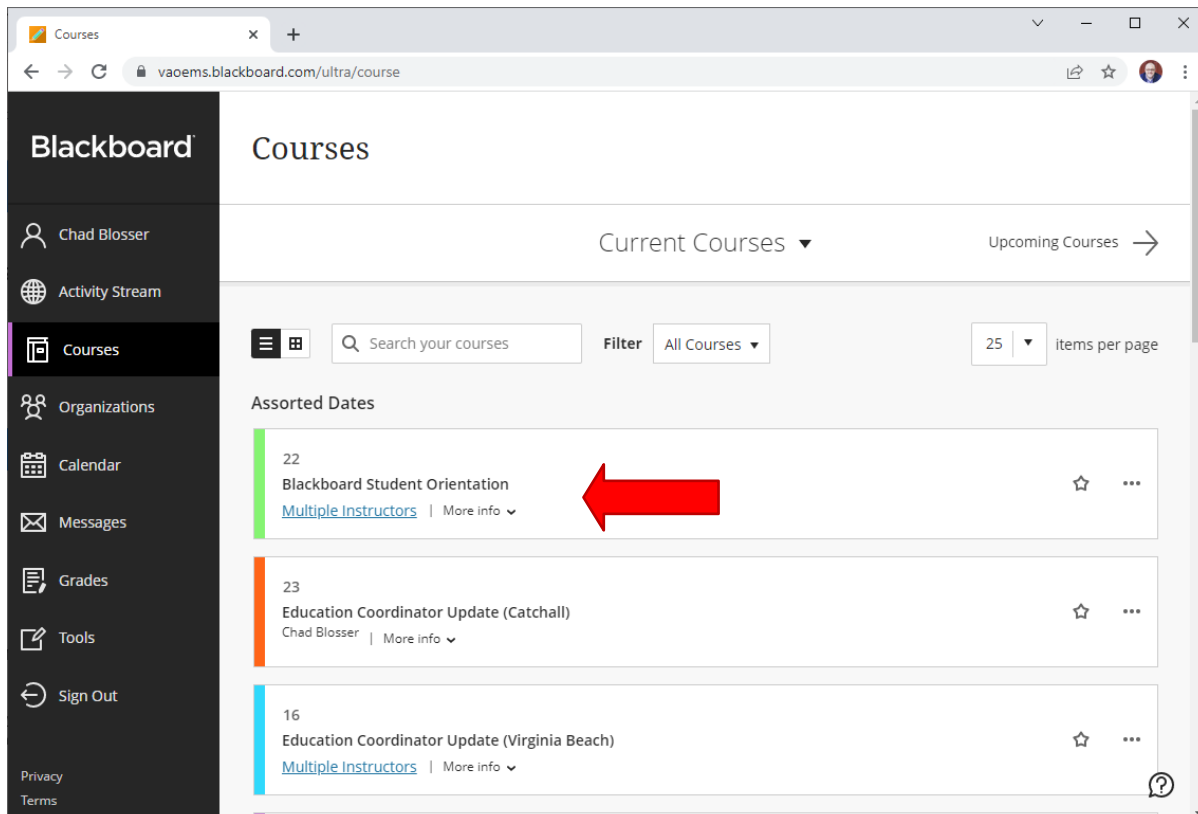 Courses
vaoems.blackboard.com/ultra/course
Blackboard
Courses
Chad Blosser
Activity Stream
Courses
Organizations
Calendar
Messages
Grades
Tools
Sign Out
Privacy
Terms
Current Courses
Upcoming Courses
Search your courses
Filter
All Courses
25
items per page
Assorted Dates
22
Blackboard Student Orientation
Multiple Instructors | More info
23
Education Coordinator Update (Catchall)
Chad Blosser | More info
16
Education Coordinator Update (Virginia Beach)
Multiple Instructors | More info